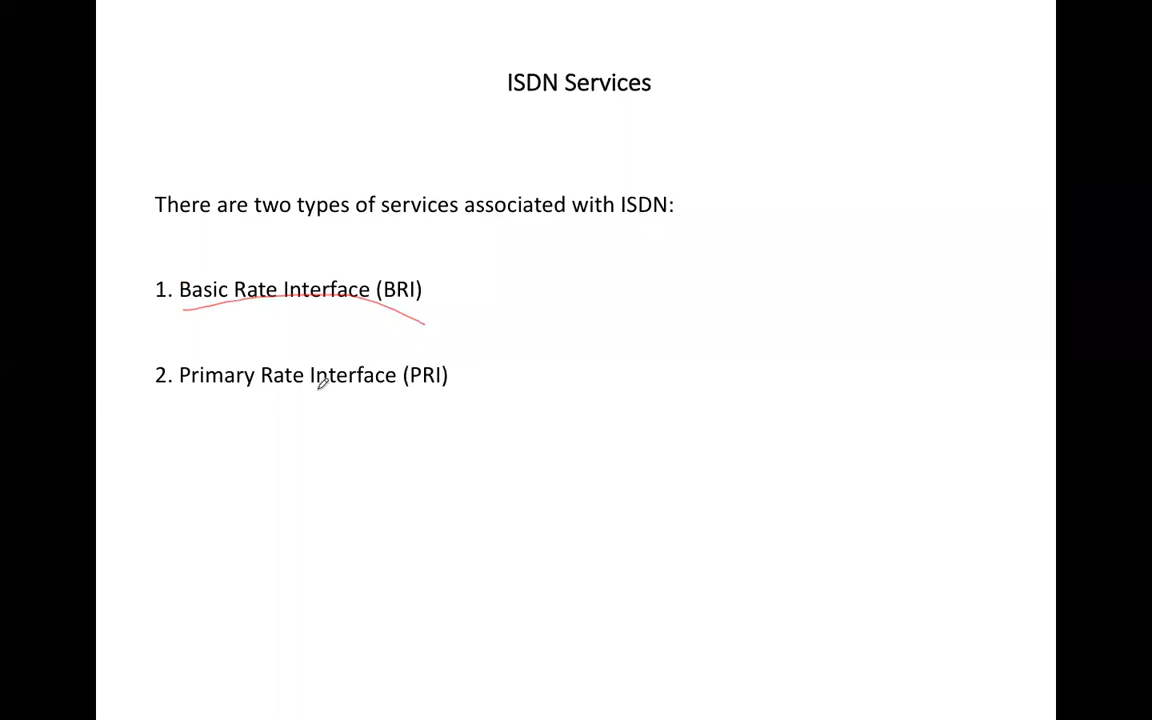 ISDN Services
There are two types of services associated with ISDN:
1. Basic Rate Interface (BRI)
2. Primary Rate Interface (PRI)